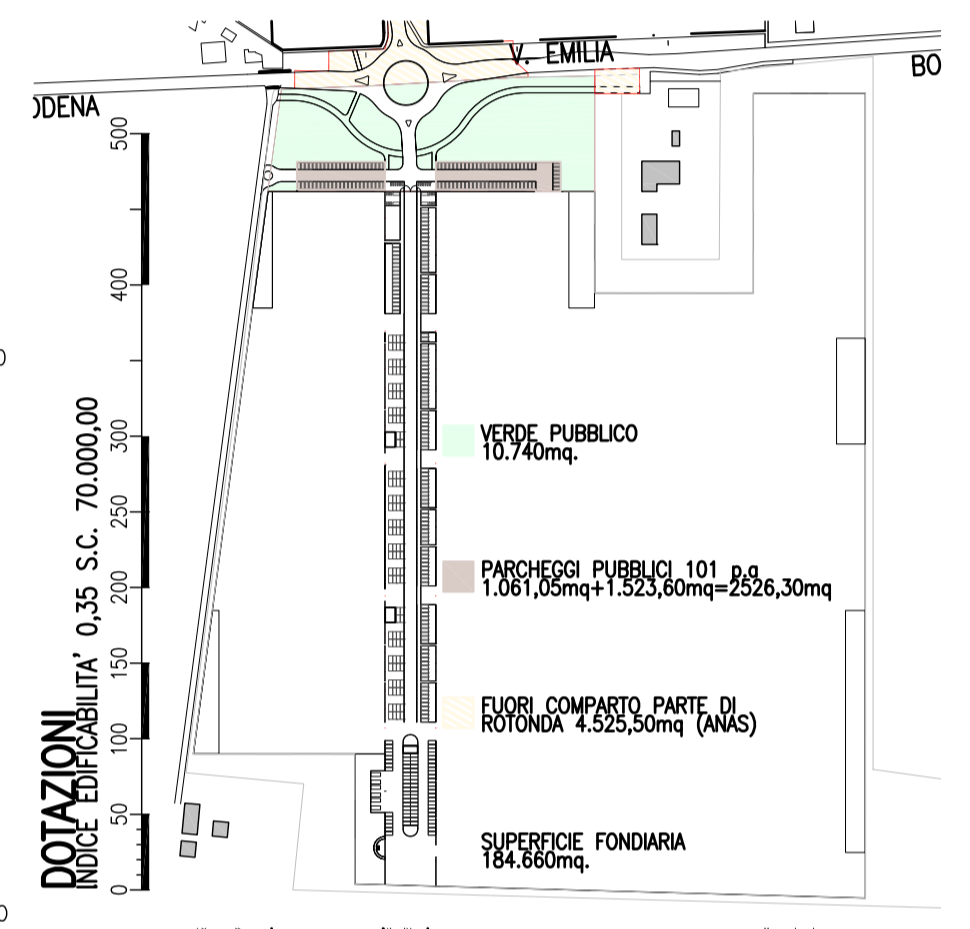 V. EMILIA
BO
ODENA
500
400
300
250
200
150
100
50
0
DOTAZIONI
INDICE EDIFICABILITA' 0,35 S.C. 70.000,00
VERDE PUBBLICO
10.740mq.
PARCHEGGI PUBBLICI 101 p.a
1.061,05mq+1.523,60mq=2526,30mq
FUORI COMPARTO PARTE DI
ROTONDA 4.525,50mq (ANAS)
SUPERFICIE FONDIARIA
184.660mq.